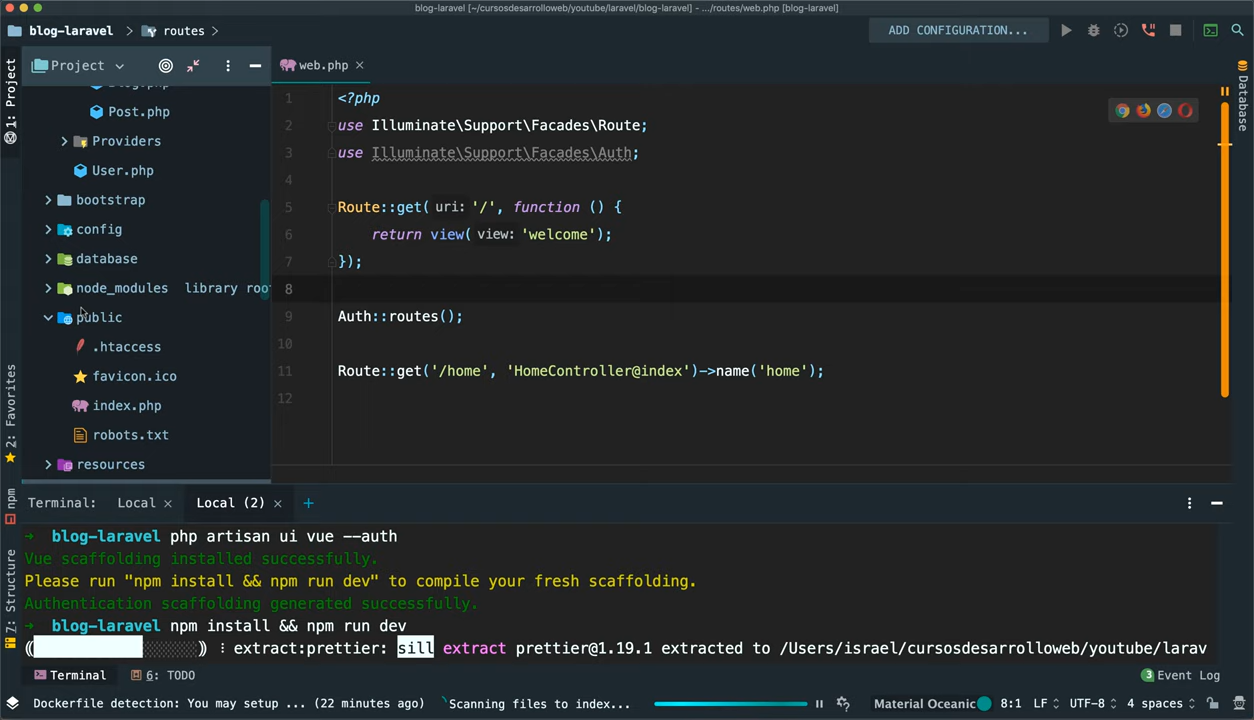 blog-laravel [~/cursosdesarrolloweb/youtube/laravel/blog-laravel] - .../routes/web.php [blog-laravel]
blog-laravel > routes >
ADD CONFIGURATION...
1: Project
2: Favorites
npm
7: Structure
Project
Post.php
Providers
User.php
bootstrap
config
database
node_modules library roo
public
.htaccess
favicon.ico
index.php
robots.txt
resources
web.php
1 <?php
2 use Illuminate\Support\Facades\Route;
3 use Illuminate\Support\Facades\Auth;
4
5 Route::get( uri: '/', function () {
6 return view( view: 'welcome');
7 });
8
9 Auth::routes();
10
11 Route::get('/home', 'HomeController@index')->name('home');
12
Database
Terminal: Local × Local (2) × +
→ blog-laravel php artisan ui vue --auth
Vue scaffolding installed successfully.
Please run "npm install && npm run dev" to compile your fresh scaffolding.
Authentication scaffolding generated successfully.
→ blog-laravel npm install && npm run dev
extract:prettier: sill extract prettier@1.19.1 extracted to /Users/israel/cursosdesarrolloweb/youtube/larav
Terminal 6: TODO 3 Event Log
Dockerfile detection: You may setup ... (22 minutes ago) Scanning files to index... Material Oceanic 8:1 LF UTF-8 4 spaces